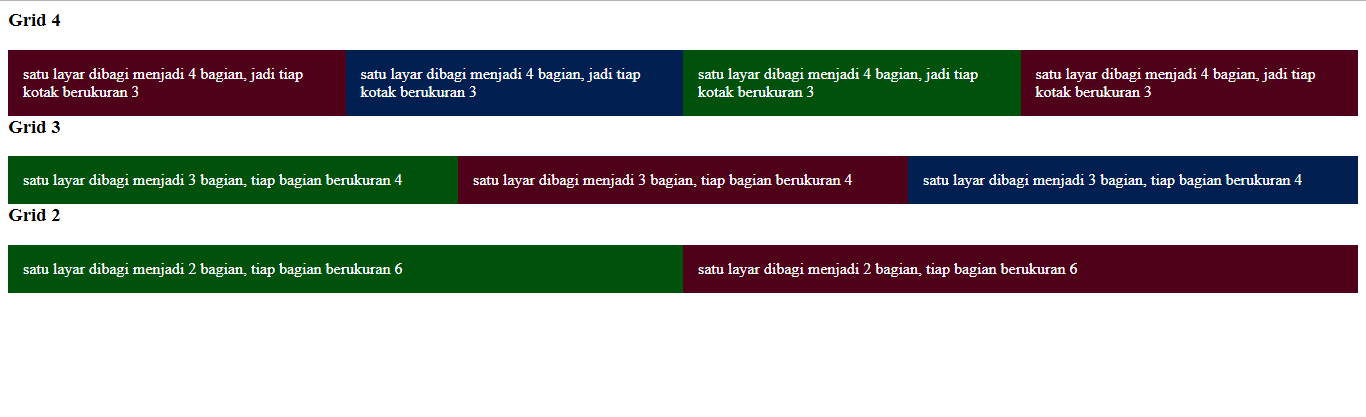 Grid 4
satu layar dibagi menjadi 4 bagian, jadi tiap
kotak berukuran 3
satu layar dibagi menjadi 4 bagian, jadi tiap
kotak berukuran 3
satu layar dibagi menjadi 4 bagian, jadi tiap
kotak berukuran 3
satu layar dibagi menjadi 4 bagian, jadi tiap
kotak berukuran 3
Grid 3
satu layar dibagi menjadi 3 bagian, tiap bagian berukuran 4
satu layar dibagi menjadi 3 bagian, tiap bagian berukuran 4
satu layar dibagi menjadi 3 bagian, tiap bagian berukuran 4
Grid 2
satu layar dibagi menjadi 2 bagian, tiap bagian berukuran 6
satu layar dibagi menjadi 2 bagian, tiap bagian berukuran 6